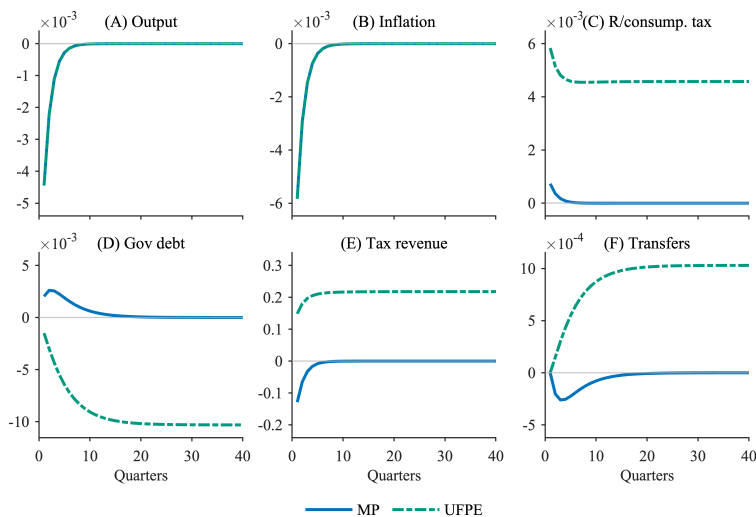 ×10⁻³ (A) Output
0
-1
-2
-3
-4
-5
×10⁻³ (B) Inflation
0
-2
-4
-6
×10⁻³ (C) R/consump. tax
6
4
2
0
×10⁻³ (D) Gov debt
5
0
-5
-10
0 10 20 30 40
Quarters
(E) Tax revenue
0.3
0.2
0.1
0
-0.1
-0.2
0 10 20 30 40
Quarters
×10⁻⁴ (F) Transfers
10
5
0
-5
0 10 20 30 40
Quarters
MP UFPE